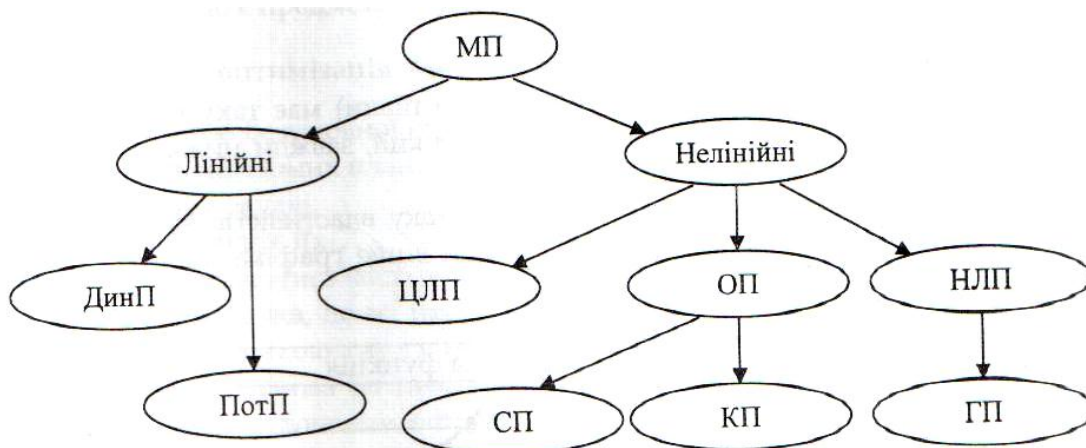 МП
Лінійні
Нелінійні
ДинП
ЦЛП
ОП
НЛП
ПотП
СП
КП
ГП